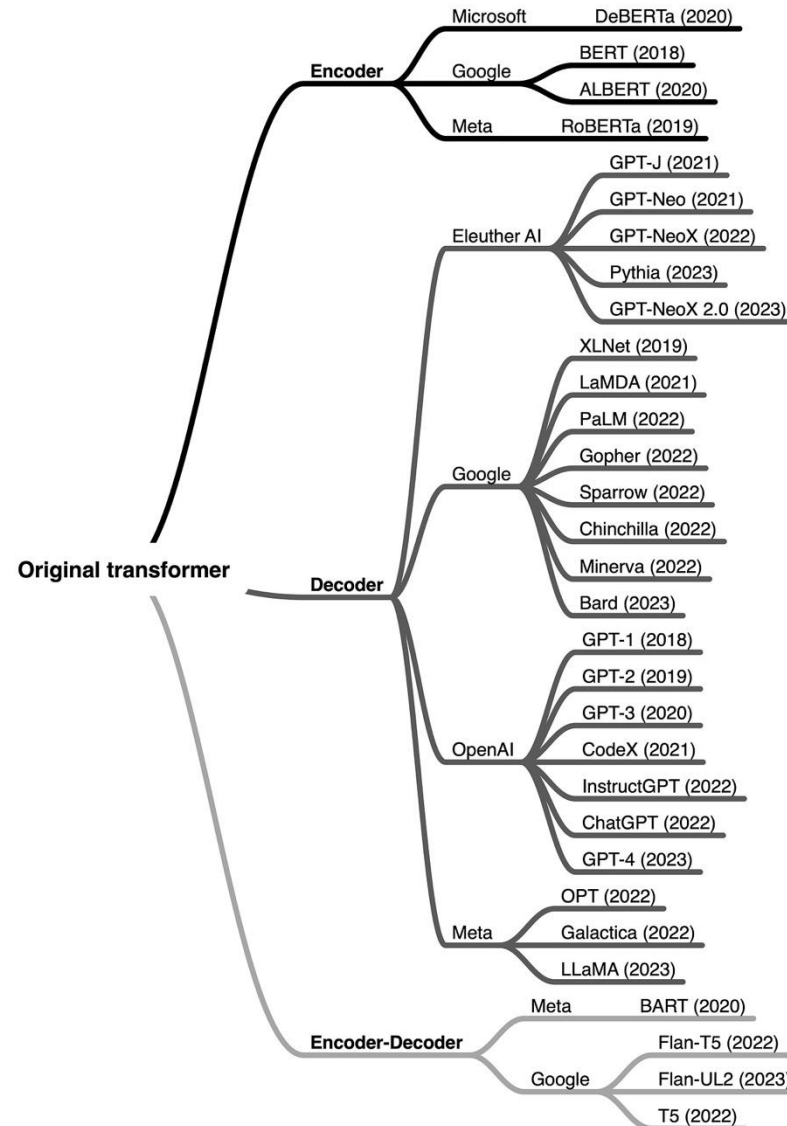 Original transformer
Encoder
Microsoft
DeBERTa (2020)
Google
BERT (2018)
ALBERT (2020)
Meta
RoBERTa (2019)
Decoder
Eleuther AI
GPT-J (2021)
GPT-Neo (2021)
GPT-NeoX (2022)
Pythia (2023)
GPT-NeoX 2.0 (2023)
Google
XLNet (2019)
LaMDA (2021)
PaLM (2022)
Gopher (2022)
Sparrow (2022)
Chinchilla (2022)
Minerva (2022)
Bard (2023)
OpenAI
GPT-1 (2018)
GPT-2 (2019)
GPT-3 (2020)
CodeX (2021)
InstructGPT (2022)
ChatGPT (2022)
GPT-4 (2023)
Meta
OPT (2022)
Galactica (2022)
LLaMA (2023)
Encoder-Decoder
Meta
BART (2020)
Google
Flan-T5 (2022)
Flan-UL2 (2023)
T5 (2022)